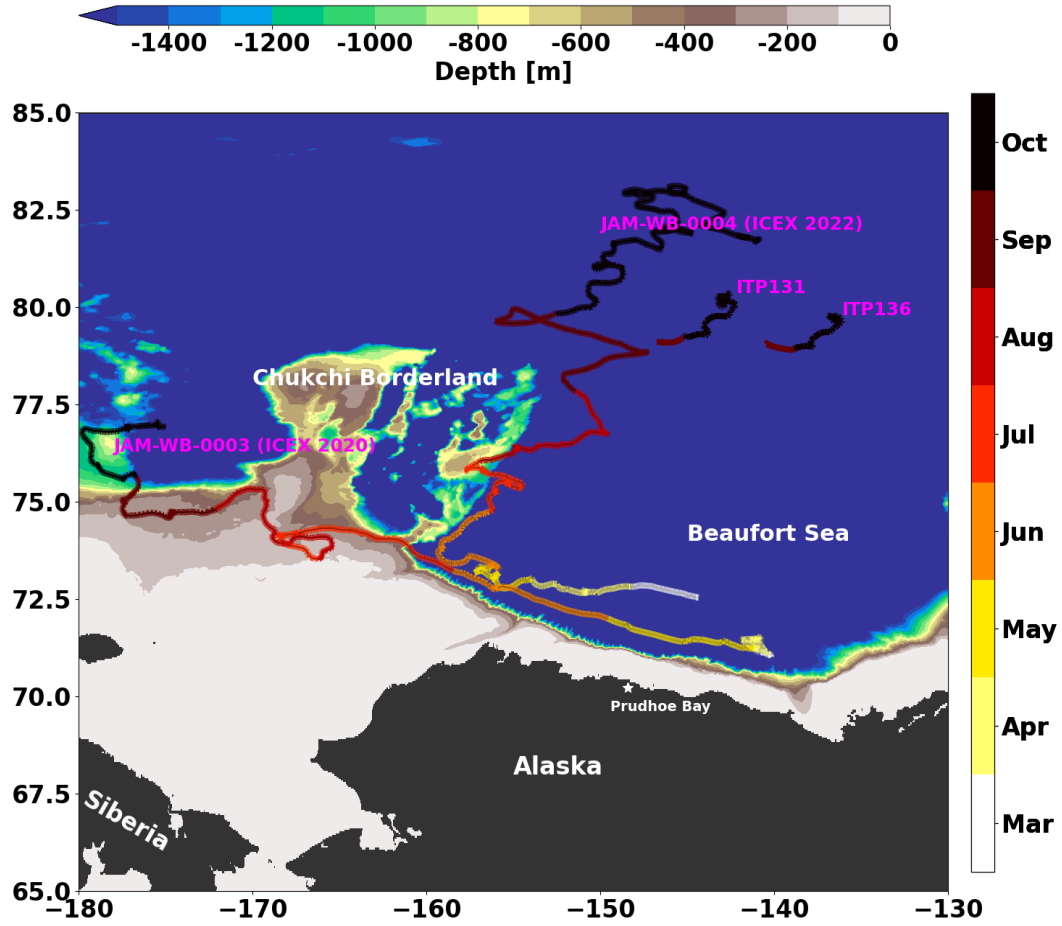 -1400 -1200 -1000 -800 -600 -400 -200 0
Depth [m]
85.0
82.5
80.0
77.5
75.0
72.5
70.0
67.5
65.0
JAM-WB-0004 (ICEX 2022)
ITP131
ITP136
Chukchi Borderland
JAM-WB-0003 (ICEX 2020)
Beaufort Sea
Prudhoe Bay
Alaska
Siberia
−180 −170 −160 −150 −140 −130
Oct
Sep
Aug
Jul
Jun
May
Apr
Mar